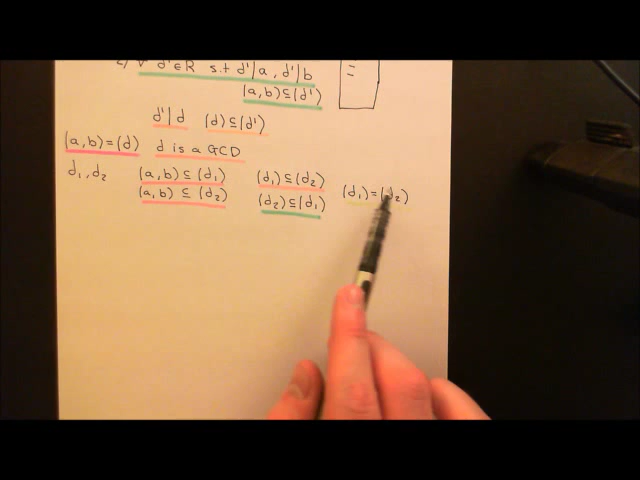 2) ∀ d'∈R s.t d'|a, d'|b
(a,b)⊆(d')
d'|d (d)⊆(d')
(a,b)=(d) d is a GCD
d₁,d₂ (a,b)⊆(d₁) (d₁)⊆(d₂)
(a,b)⊆(d₂) (d₂)⊆(d₁) (d₁)=(d₂)